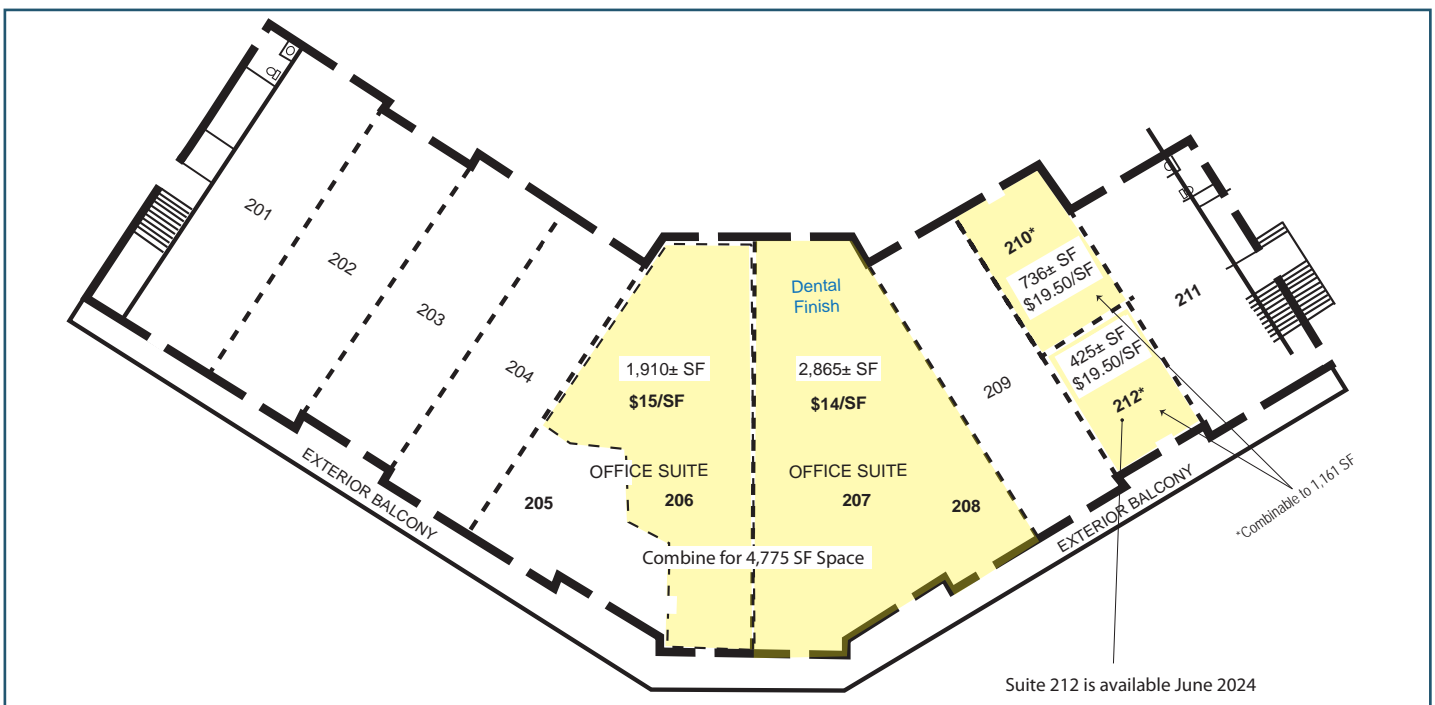 201
202
203
204
205
1,910± SF
$15/SF
OFFICE SUITE
206
Dental
Finish
2,865± SF
$14/SF
OFFICE SUITE
207
208
Combine for 4,775 SF Space
209
210*
736± SF
$19.50/SF
425± SF
$19.50/SF
212*
211
EXTERIOR BALCONY
EXTERIOR BALCONY
*Combinable to 1,161 SF
Suite 212 is available June 2024